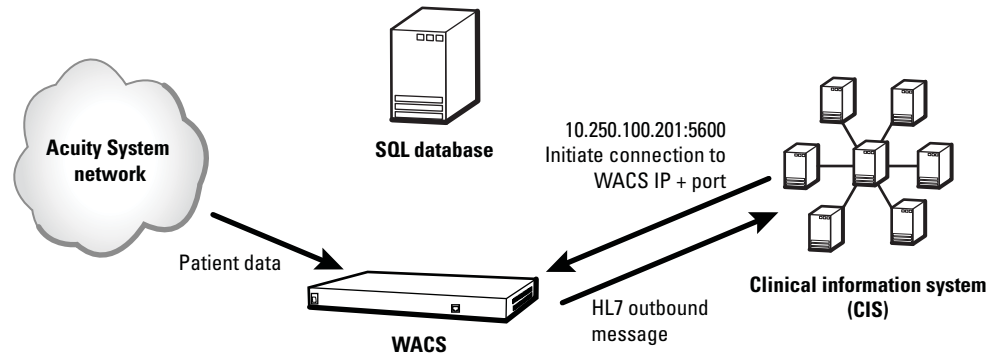 Acuity System
network
SQL database
10.250.100.201:5600
Initiate connection to
WACS IP + port
Patient data
HL7 outbound
message
WACS
Clinical information system
(CIS)